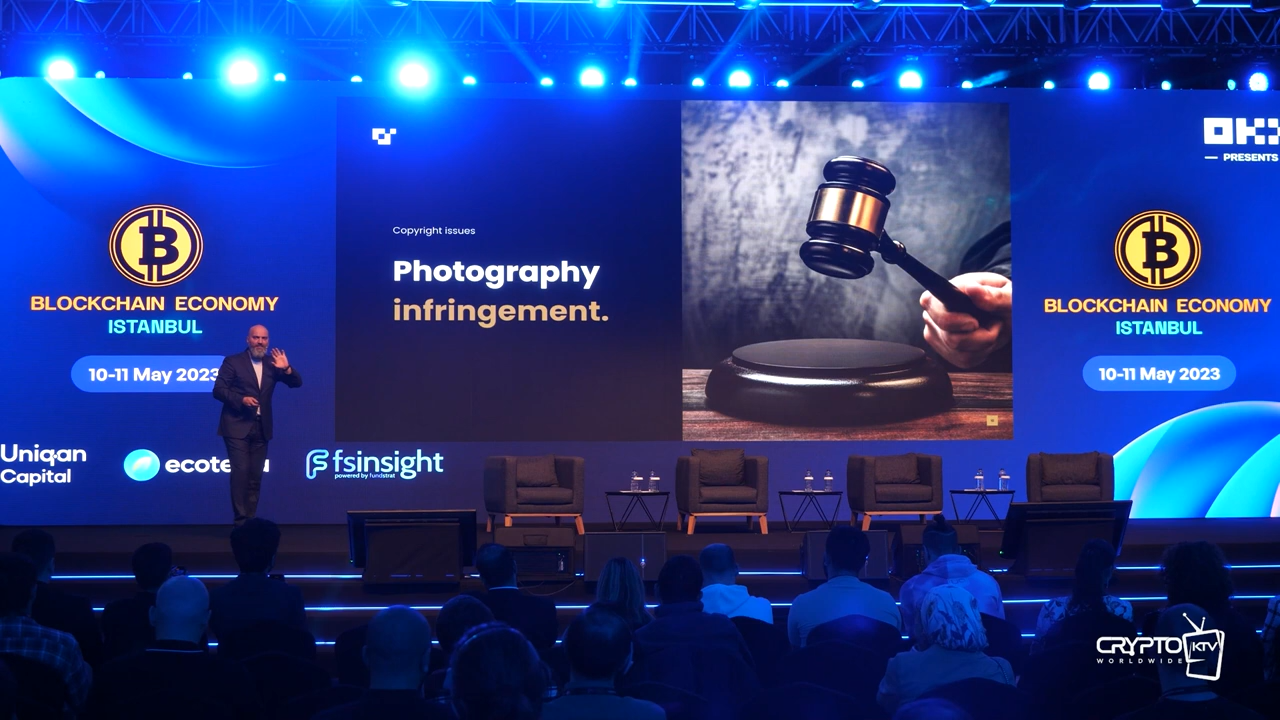 Copyright issues
Photography
infringement.
BLOCKCHAIN ECONOMY
ISTANBUL
10-11 May 2023
Uniqan
Capital
fsinsight
powered by fundstrat
PRESENTS
BLOCKCHAIN ECONOMY
ISTANBUL
10-11 May 2023
CRYPTO KTV
WORLDWIDE